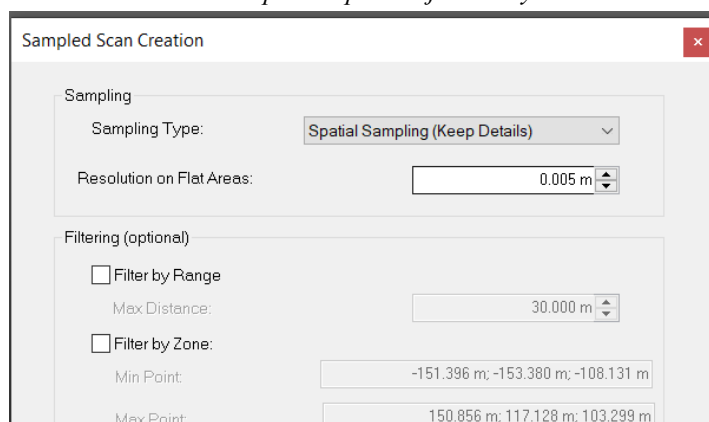 Sampled Scan Creation
Sampling
Sampling Type: Spatial Sampling (Keep Details)
Resolution on Flat Areas: 0.005 m
Filtering (optional)
Filter by Range
Max Distance: 30.000 m
Filter by Zone:
Min Point: -151.396 m; -153.380 m; -108.131 m
Max Point: 150.856 m; 117.128 m; 103.299 m